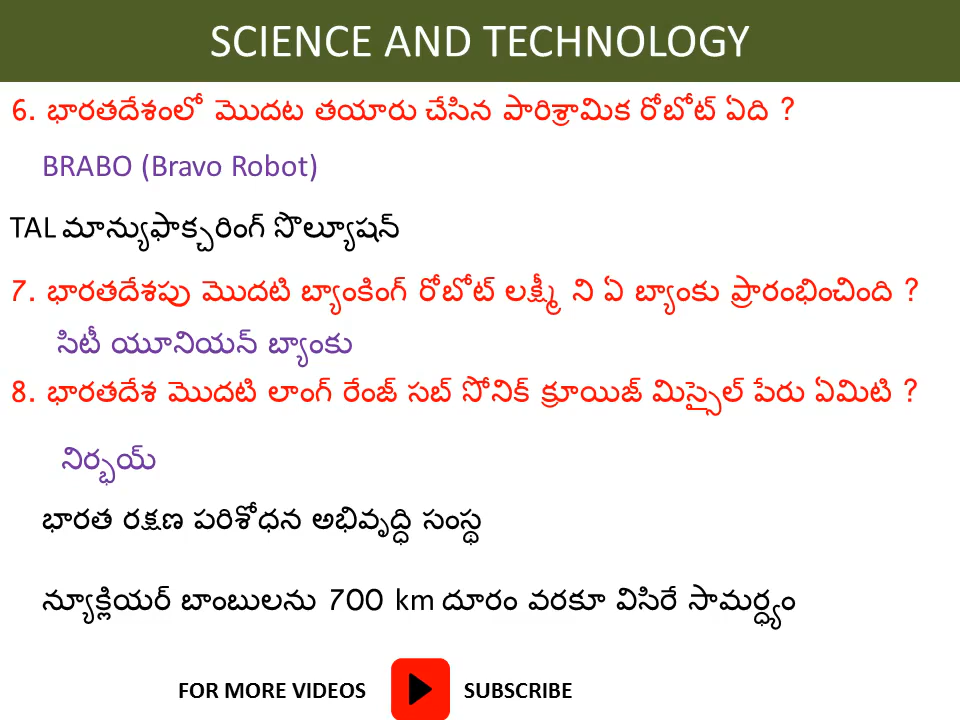 SCIENCE AND TECHNOLOGY
6. భారతదేశంలో మొదట తయారు చేసిన పారిశ్రామిక రోబోట్ ఏది ?
BRABO (Bravo Robot)
TAL మాన్యుఫాక్చరింగ్ సొల్యూషన్
7. భారతదేశపు మొదటి బ్యాంకింగ్ రోబోట్ లక్ష్మీ ని ఏ బ్యాంకు ప్రారంభించింది ?
సిటీ యూనియన్ బ్యాంకు
8. భారతదేశ మొదటి లాంగ్ రేంజ్ సబ్ సోనిక్ క్రూయిజ్ మిస్సైల్ పేరు ఏమిటి ?
నిర్భయ్
భారత రక్షణ పరిశోధన అభివృద్ధి సంస్థ
న్యూక్లియర్ బాంబులను 700 km దూరం వరకూ విసిరే సామర్ధ్యం
FOR MORE VIDEOS SUBSCRIBE